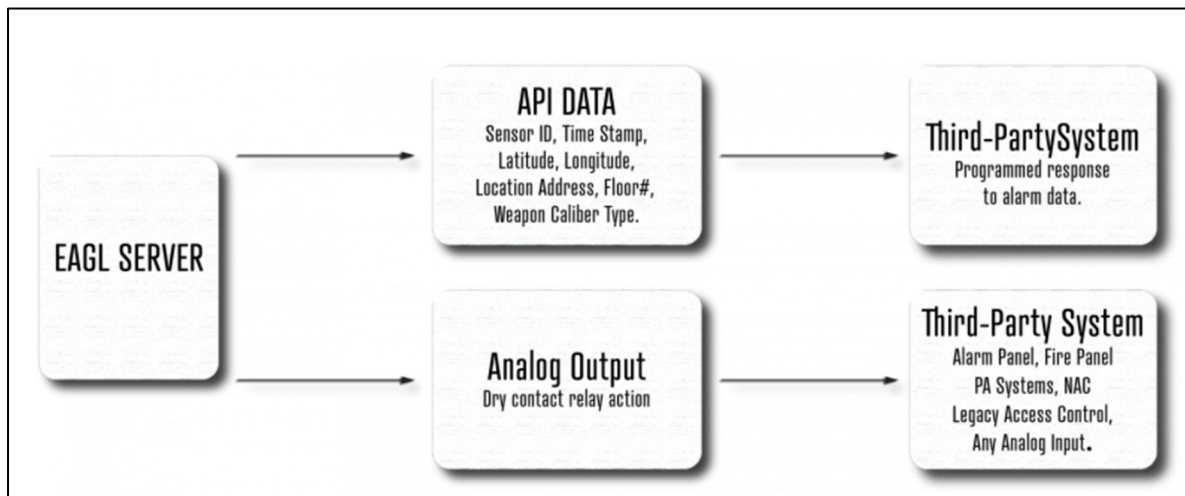 EAGL SERVER
API DATA
Sensor ID, Time Stamp,
Latitude, Longitude,
Location Address, Floor#,
Weapon Caliber Type.
Third-PartySystem
Programmed response
to alarm data.
Analog Output
Dry contact relay action
Third-Party System
Alarm Panel, Fire Panel
PA Systems, NAC
Legacy Access Control,
Any Analog Input.